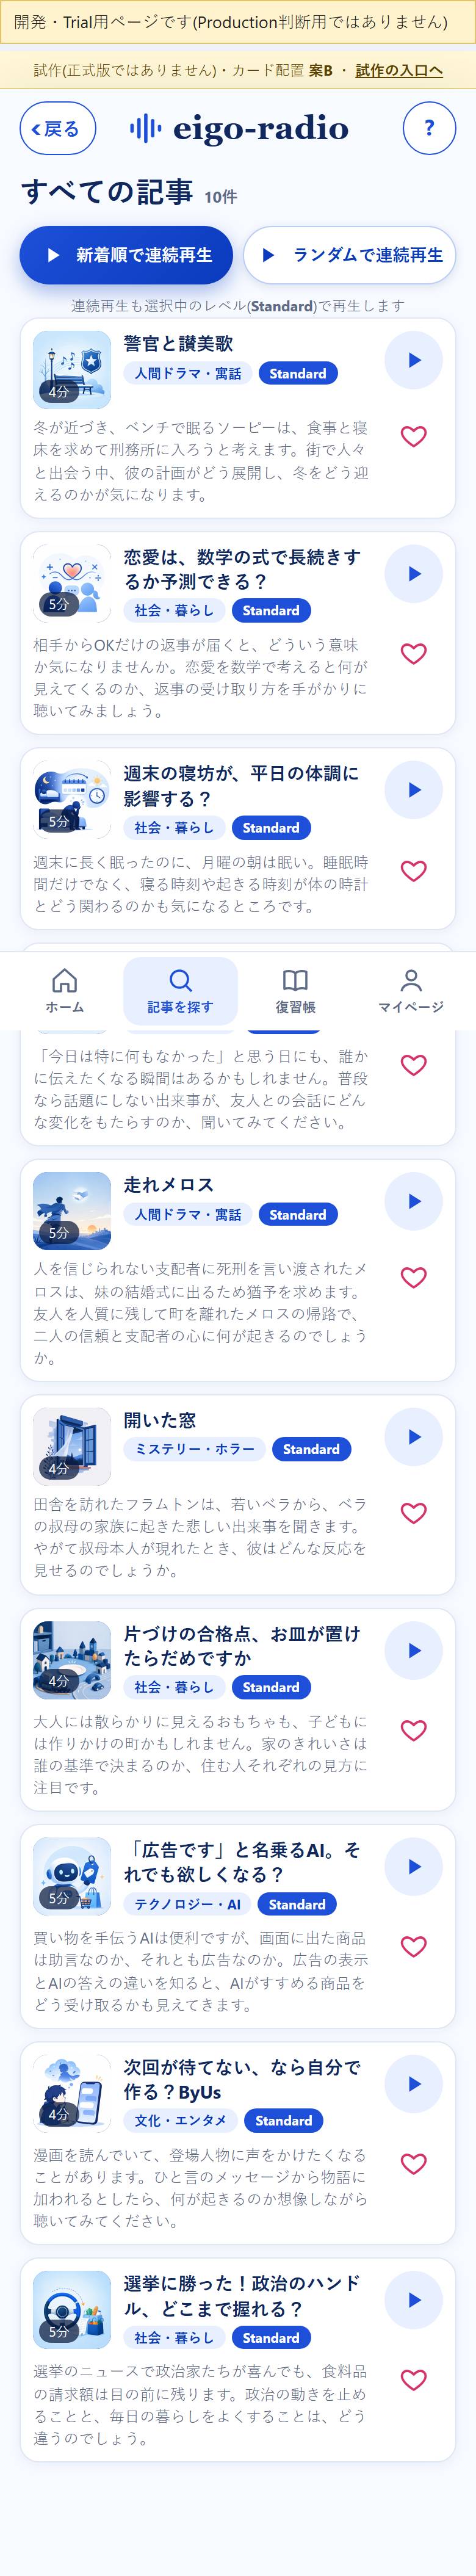 開発・Trial用ページです(Production判断用ではありません)
試作(正式版ではありません)・カード配置 案B ・ 試作の入口へ
戻る
eigo-radio
?
すべての記事 10件
新着順で連続再生
ランダムで連続再生
連続再生も選択中のレベル(Standard)で再生します
警官と讃美歌
4分
人間ドラマ・寓話
Standard
冬が近づき、ベンチで眠るソーピーは、食事と寝
床を求めて刑務所に入ろうと考えます。街で人々
と出会う中、彼の計画がどう展開し、冬をどう迎
えるのかが気になります。
恋愛は、数学の式で長続きす
るか予測できる？
5分
社会・暮らし
Standard
相手からOKだけの返事が届くと、どういう意味
か気になりませんか。恋愛を数学で考えると何が
見えてくるのか、返事の受け取り方を手がかりに
聴いてみましょう。
週末の寝坊が、平日の体調に
影響する？
5分
社会・暮らし
Standard
週末に長く眠ったのに、月曜の朝は眠い。睡眠時
間だけでなく、寝る時刻や起きる時刻が体の時計
とどう関わるのかも気になるところです。
ホーム
記事を探す
復習帳
マイページ
「今日は特に何もなかった」と思う日にも、誰か
に伝えたくなる瞬間はあるかもしれません。普段
なら話題にしない出来事が、友人との会話にどん
な変化をもたらすのか、聞いてみてください。
走れメロス
5分
人間ドラマ・寓話
Standard
人を信じられない支配者に死刑を言い渡されたメ
ロスは、妹の結婚式に出るため猶予を求めます。
友人を人質に残して町を離れたメロスの帰路で、
二人の信頼と支配者の心に何が起きるのでしょう
か。
開いた窓
4分
ミステリー・ホラー
Standard
田舎を訪れたフラムトンは、若いベラから、ベラ
の叔母の家族に起きた悲しい出来事を聞きます。
やがて叔母本人が現れたとき、彼はどんな反応を
見せるのでしょうか。
片づけの合格点、お皿が置け
たらだめですか
4分
社会・暮らし
Standard
大人には散らかりに見えるおもちゃも、子どもに
は作りかけの町かもしれません。家のきれいさは
誰の基準で決まるのか、住む人それぞれの見方に
注目です。
「広告です」と名乗るAI。そ
れでも欲しくなる？
5分
テクノロジー・AI
Standard
買い物を手伝うAIは便利ですが、画面に出た商品
は助言なのか、それとも広告なのか。広告の表示
とAIの答えの違いを知ると、AIがすすめる商品を
どう受け取るかも見えてきます。
次回が待てない、なら自分で
作る？ByUs
4分
文化・エンタメ
Standard
漫画を読んでいて、登場人物に声をかけたくなる
ことがあります。ひと言のメッセージから物語に
加われるとしたら、何が起きるのか想像しながら
聴いてみてください。
選挙に勝った！政治のハンド
ル、どこまで握れる？
5分
社会・暮らし
Standard
選挙のニュースで政治家たちが喜んでも、食料品
の請求額は目の前に残ります。政治の動きを止め
ることと、毎日の暮らしをよくすることは、どう
違うのでしょう。